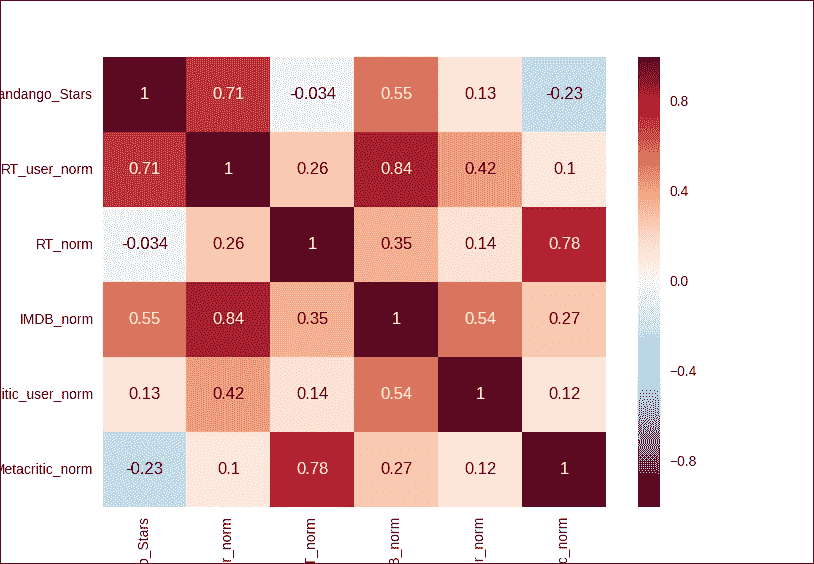 andango_Stars 1 0.71 -0.034 0.55 0.13 -0.23
RT_user_norm 0.71 1 0.26 0.84 0.42 0.1
RT_norm -0.034 0.26 1 0.35 0.14 0.78
IMDB_norm 0.55 0.84 0.35 1 0.54 0.27
itic_user_norm 0.13 0.42 0.14 0.54 1 0.12
Metacritic_norm -0.23 0.1 0.78 0.27 0.12 1
o_Stars
r_norm
T_norm
B_norm
r_norm
c_norm
0.8
0.4
0.0
−0.4
−0.8